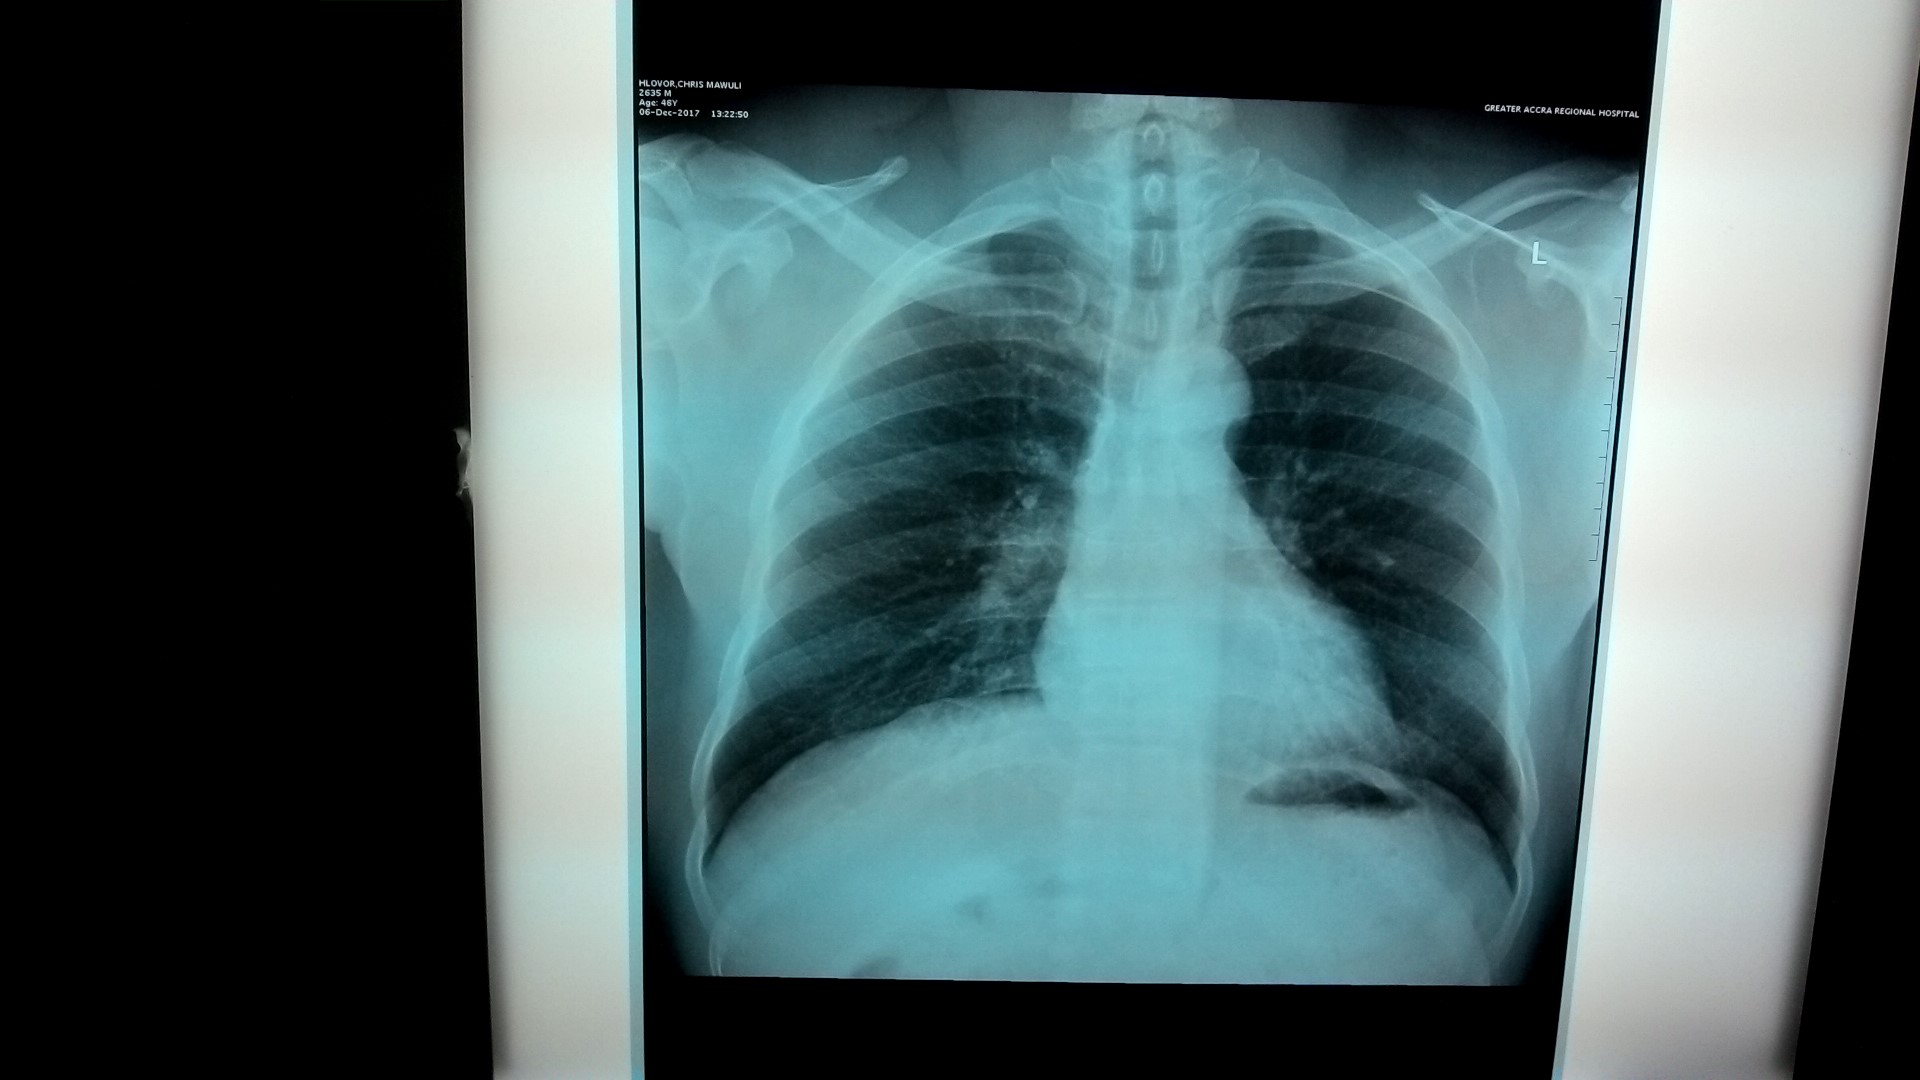 HLOVOR,CHRIS MAWULI
2635 M
Age: 46Y
06-Dec-2017 13:22:50
GREATER ACCRA REGIONAL HOSPITAL
L